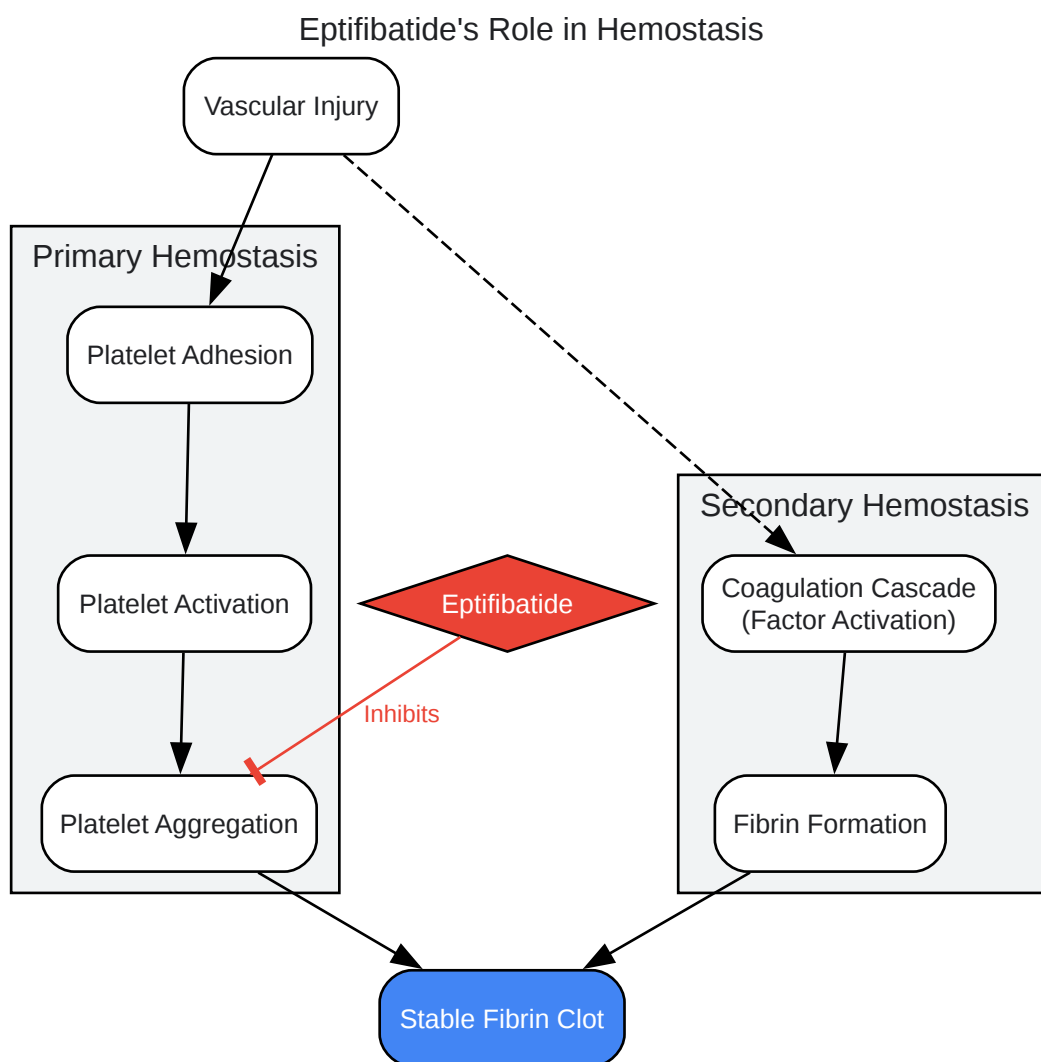 Eptifibatide's Role in Hemostasis
Vascular Injury
Primary Hemostasis
Platelet Adhesion
Secondary Hemostasis
Platelet Activation
Eptifibatide
Coagulation Cascade
(Factor Activation)
Inhibits
Platelet Aggregation
Fibrin Formation
Stable Fibrin Clot